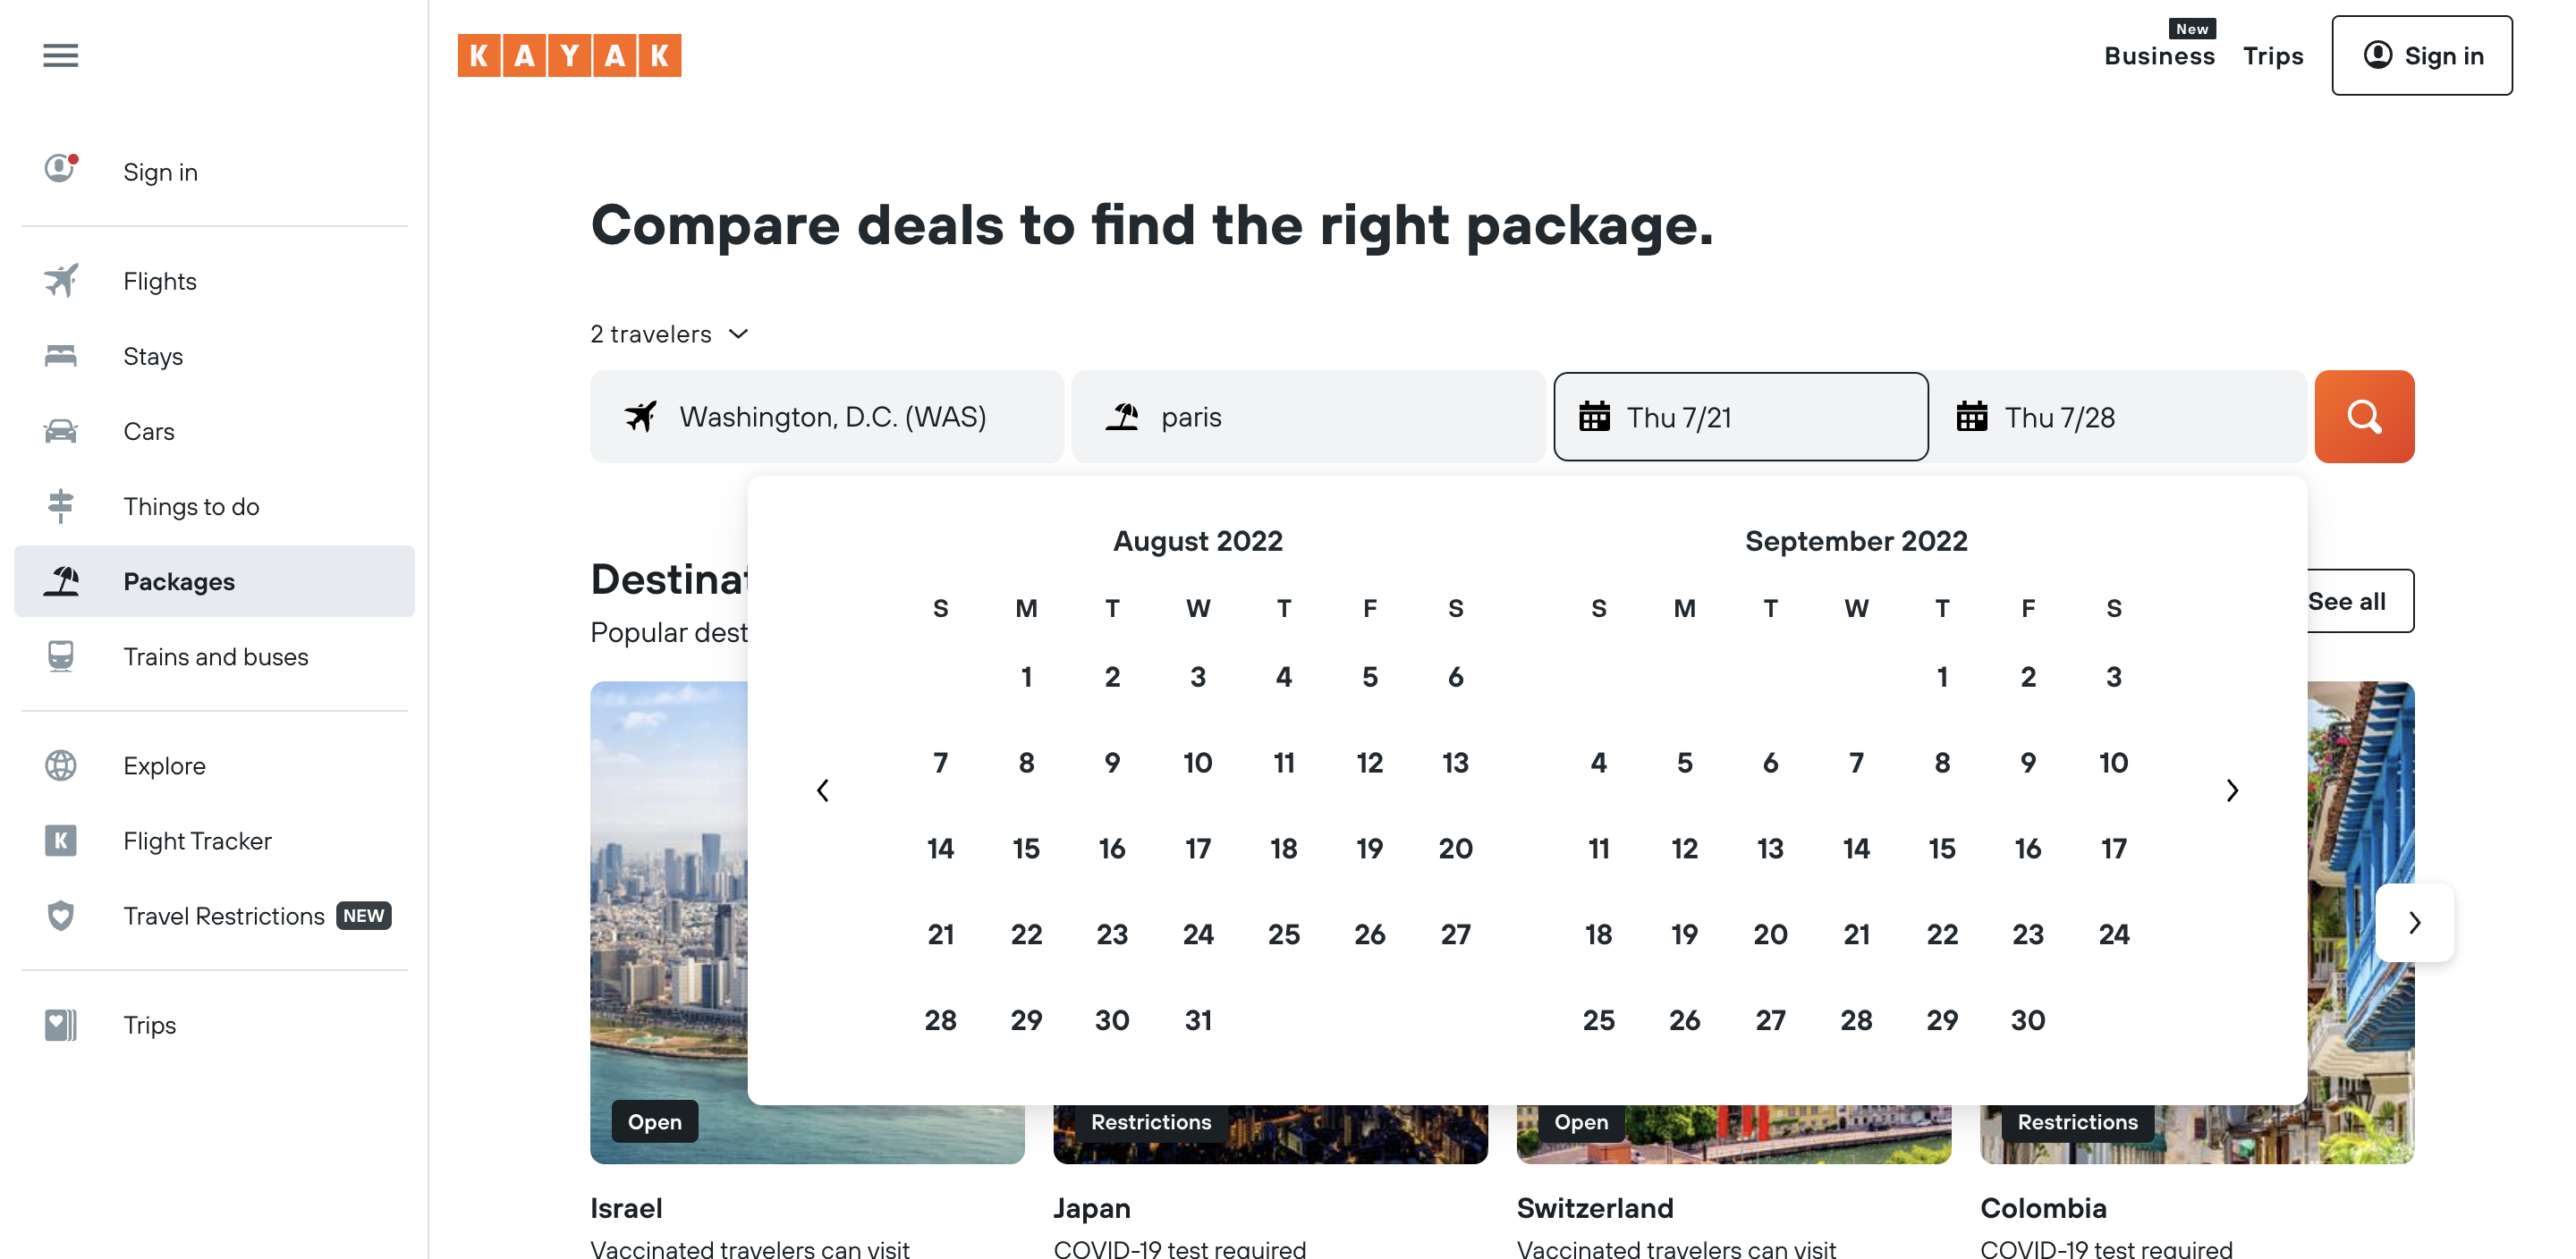 KAYAK
New
Business
Trips
Sign in
Sign in
Flights
Stays
Cars
Things to do
Packages
Trains and buses
Explore
K
Flight Tracker
Travel Restrictions NEW
Trips
Compare deals to find the right package.
2 travelers
Washington, D.C. (WAS)
paris
Thu 7/21
Thu 7/28
Destinat
Popular dest
See all
August 2022
S M T W T F S
1 2 3 4 5 6
7 8 9 10 11 12 13
14 15 16 17 18 19 20
21 22 23 24 25 26 27
28 29 30 31
September 2022
S M T W T F S
1 2 3
4 5 6 7 8 9 10
11 12 13 14 15 16 17
18 19 20 21 22 23 24
25 26 27 28 29 30
Open
Israel
Vaccinated travelers can visit
Restrictions
Japan
COVID-19 test required
Open
Switzerland
Vaccinated travelers can visit
Restrictions
Colombia
COVID-19 test required